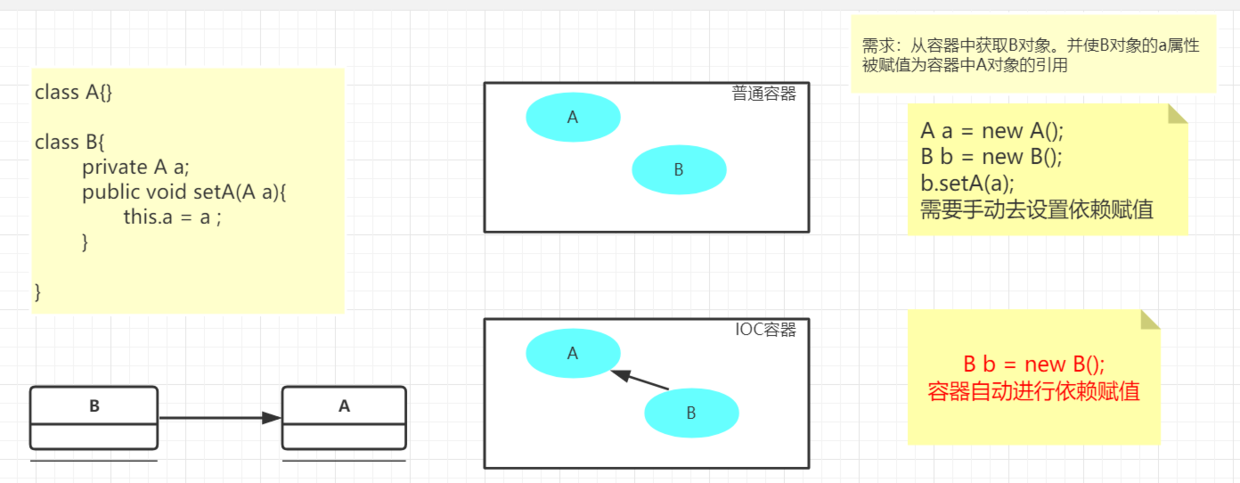 class A{}
class B{
private A a;
public void setA(A a){
this.a = a ;
}
}
B
A
普通容器
A
B
IOC容器
A
B
需求：从容器中获取B对象。并使B对象的a属性
被赋值为容器中A对象的引用
A a = new A();
B b = new B();
b.setA(a);
需要手动去设置依赖赋值
B b = new B();
容器自动进行依赖赋值